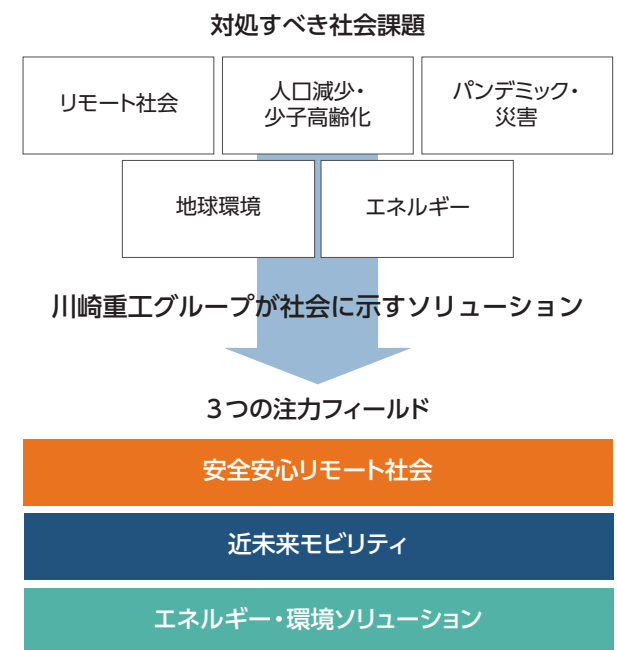 対処すべき社会課題
リモート社会
人口減少・
少子高齢化
パンデミック・
災害
地球環境
エネルギー
川崎重工グループが社会に示すソリューション
3つの注力フィールド
安全安心リモート社会
近未来モビリティ
エネルギー・環境ソリューション